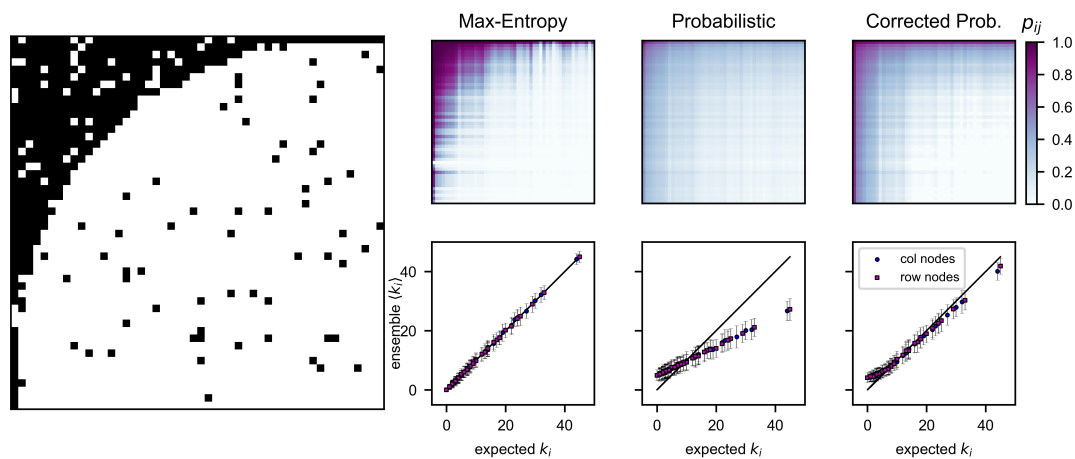 Max-Entropy
Probabilistic
Corrected Prob.
p_ij
1.0
0.8
0.6
0.4
0.2
0.0
ensemble ⟨k_i⟩
40
20
0
0 20 40
expected k_i
0 20 40
expected k_i
col nodes
row nodes
0 20 40
expected k_i